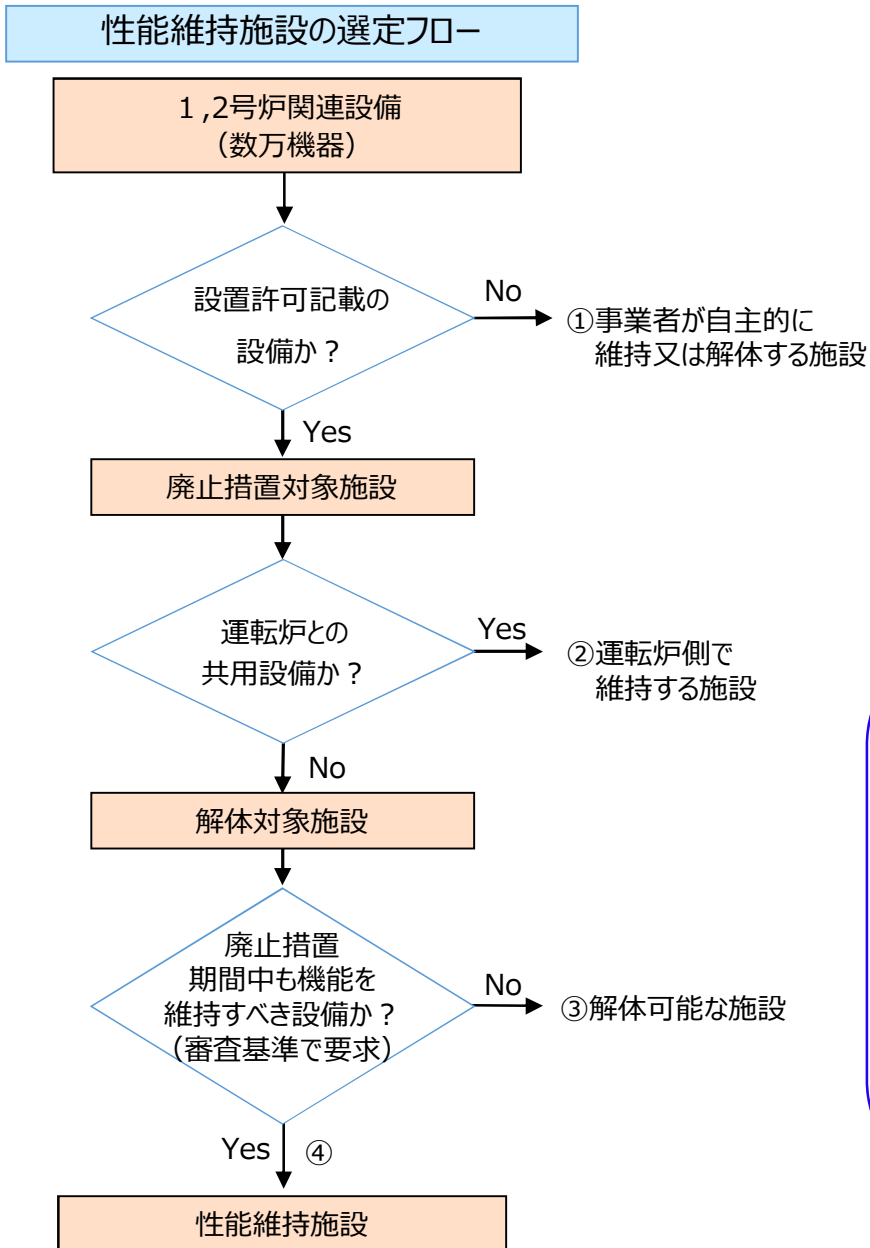 性能維持施設の選定フロー
１,2号炉関連設備
（数万機器）
設置許可記載の
設備か？
No
①事業者が自主的に
維持又は解体する施設
Yes
廃止措置対象施設
運転炉との
共用設備か？
Yes
②運転炉側で
維持する施設
No
解体対象施設
廃止措置
期間中も機能を
維持すべき設備か？
（審査基準で要求）
No
③解体可能な施設
Yes ④
性能維持施設